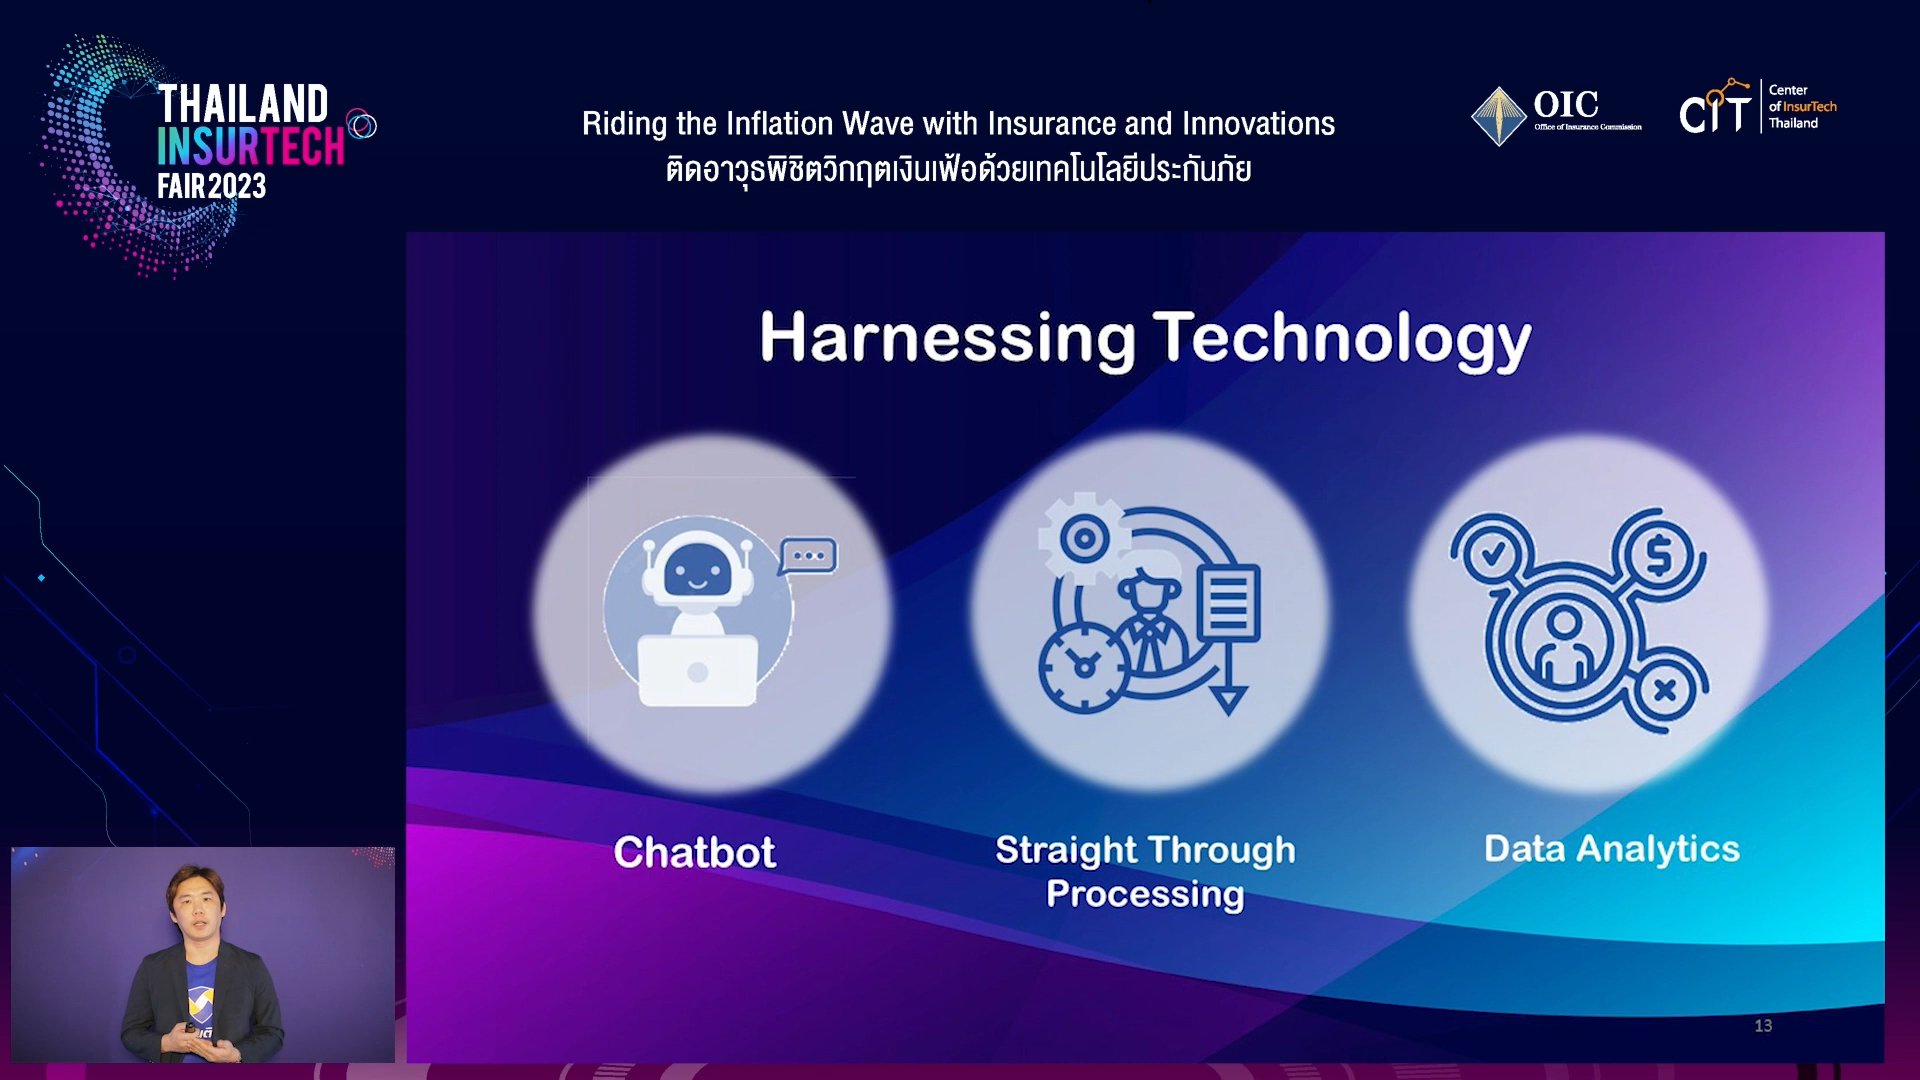 THAILAND
INSURTECH
FAIR 2023
Riding the Inflation Wave with Insurance and Innovations
ติดอาวุธพิชิตวิกฤตเงินเฟ้อด้วยเทคโนโลยีประกันภัย
OIC
Office of Insurance Commission
CIT
Center
of InsurTech
Thailand
Harnessing Technology
Chatbot
Straight Through
Processing
Data Analytics
13